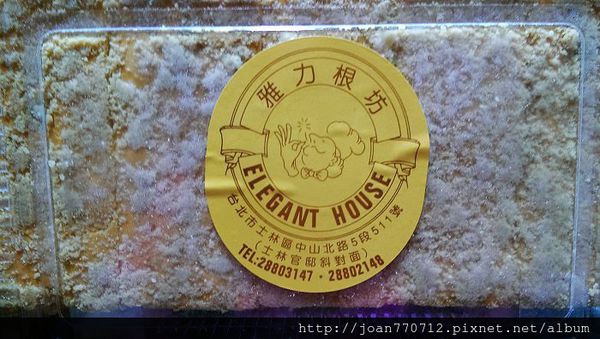 雅力根坊
ELEGANT HOUSE
台北市士林區中山北路5段511號
(士林官邸斜對面)
TEL:28803147・28802148
http://joan770712.pixnet.net/album